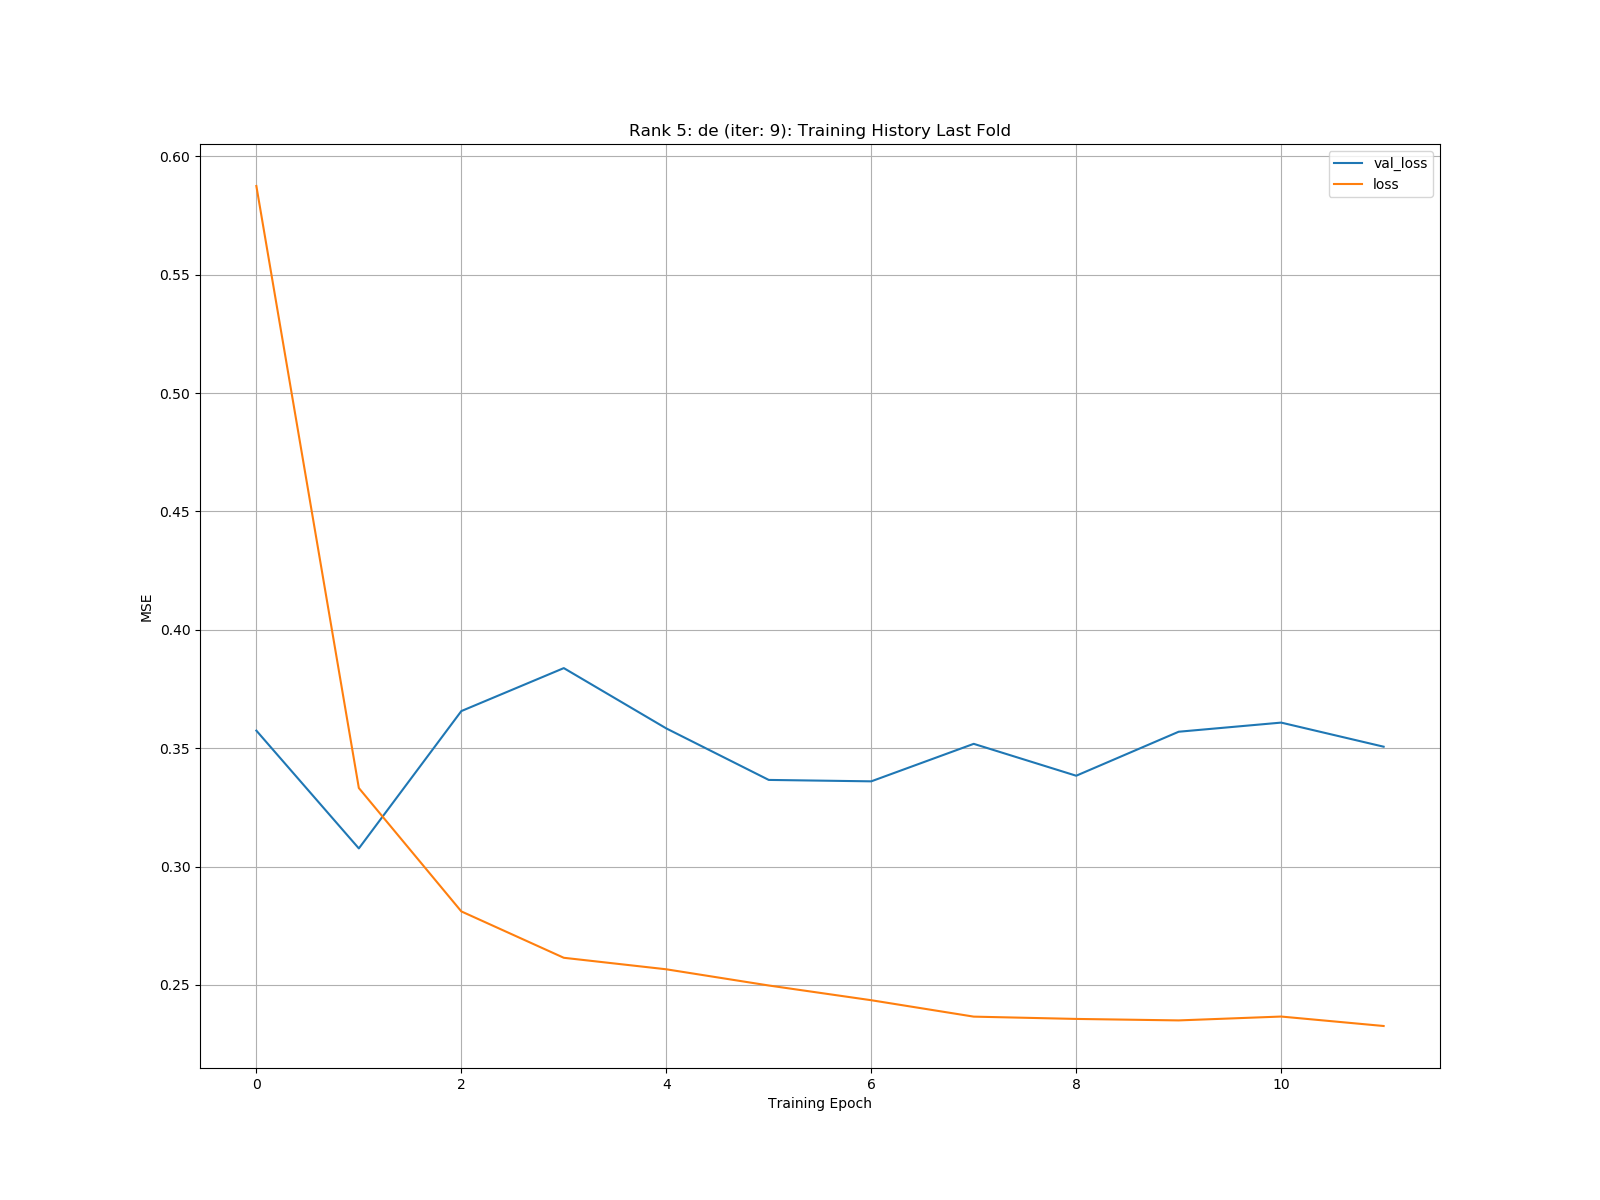 Rank 5: de (iter: 9): Training History Last Fold
val_loss
loss
0.60
0.55
0.50
0.45
0.40
0.35
0.30
0.25
MSE
0 2 4 6 8 10
Training Epoch